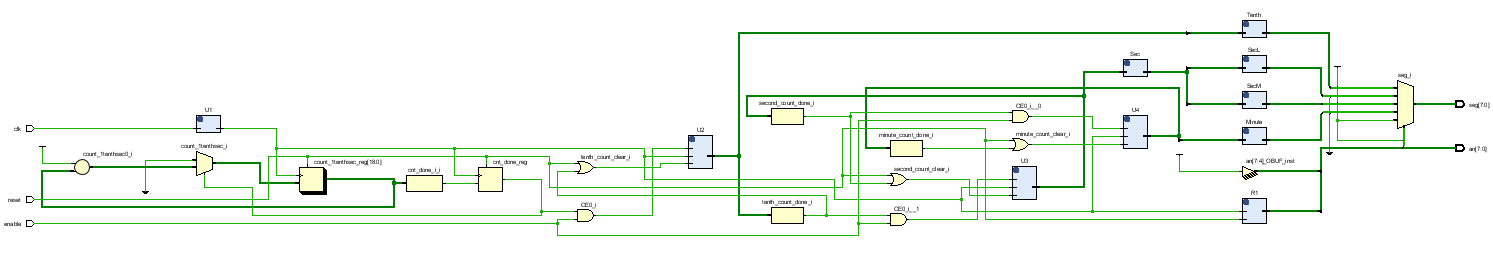 Tenth
Sec
SecL
seg_i
second_count_done_i
SecM
seg[7:0]
CE0_i__0
U1
U4
clk
U2
Minute
minute_count_done_i
minute_count_clear_i
count_1tenthsec0_i
count_1tenthsec_i
an[7:0]
count_1tenthsec_reg[18:0]
cnt_done_reg
tenth_count_clear_i
U3
an[7:4]_OBUF_inst
cnt_done_i_i
second_count_clear_i
R1
reset
CE0_i
tenth_count_done_i
CE0_i__1
enable